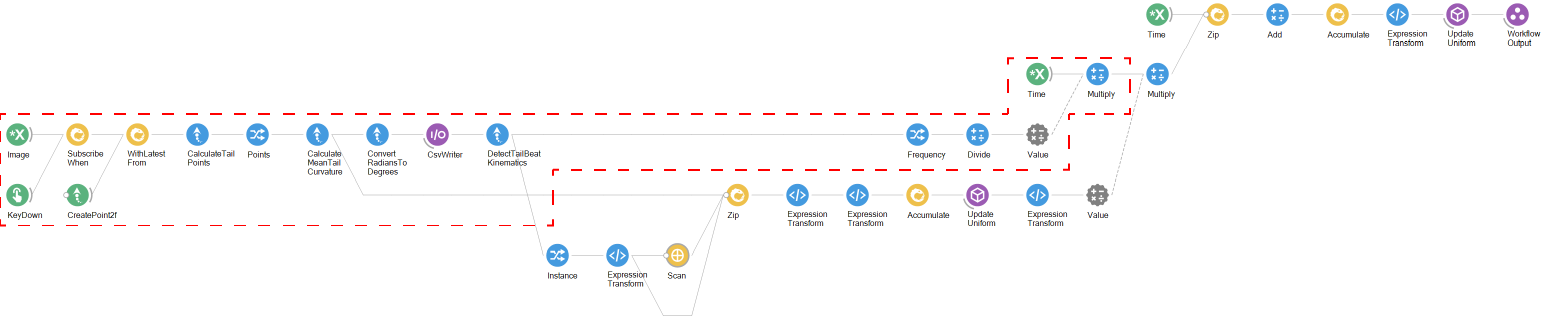 Time
Zip
Add
Accumulate
Expression
Transform
Update
Uniform
Workflow
Output
Time
Multiply
Multiply
Image
Subscribe
When
WithLatest
From
CalculateTail
Points
Points
Calculate
MeanTail
Curvature
Convert
RadiansTo
Degrees
CsvWriter
DetectTailBeat
Kinematics
Frequency
Divide
Value
KeyDown
CreatePoint2f
Zip
Expression
Transform
Expression
Transform
Accumulate
Update
Uniform
Expression
Transform
Value
Instance
Expression
Transform
Scan